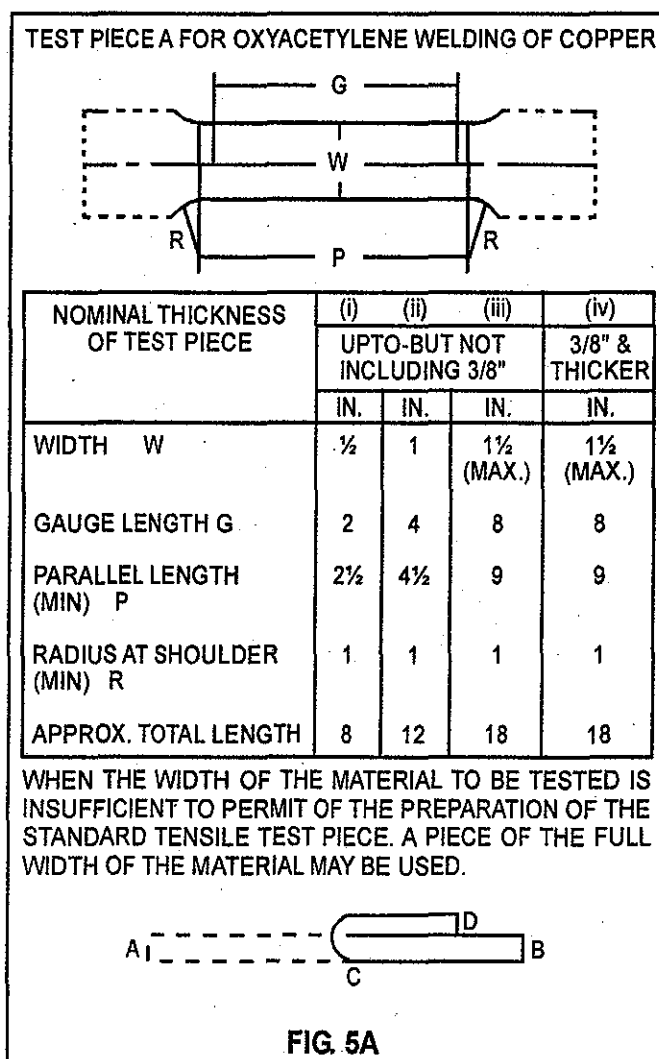 TEST PIECE A FOR OXYACETYLENE WELDING OF COPPER
G
W
R
P
R
NOMINAL THICKNESS OF TEST PIECE
(i) (ii) (iii) (iv)
UPTO-BUT NOT INCLUDING 3/8"
3/8" & THICKER
IN. IN. IN. IN.
WIDTH W ½ 1 1½ (MAX.) 1½ (MAX.)
GAUGE LENGTH G 2 4 8 8
PARALLEL LENGTH (MIN) P 2½ 4½ 9 9
RADIUS AT SHOULDER (MIN) R 1 1 1 1
APPROX. TOTAL LENGTH 8 12 18 18
WHEN THE WIDTH OF THE MATERIAL TO BE TESTED IS
INSUFFICIENT TO PERMIT OF THE PREPARATION OF THE
STANDARD TENSILE TEST PIECE. A PIECE OF THE FULL
WIDTH OF THE MATERIAL MAY BE USED.
A
D
B
C
FIG. 5A